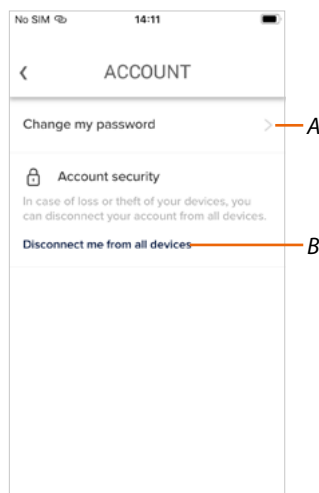 No SIM 14:11
ACCOUNT
Change my password
A
Account security
In case of loss or theft of your devices, you
can disconnect your account from all devices.
Disconnect me from all devices
B